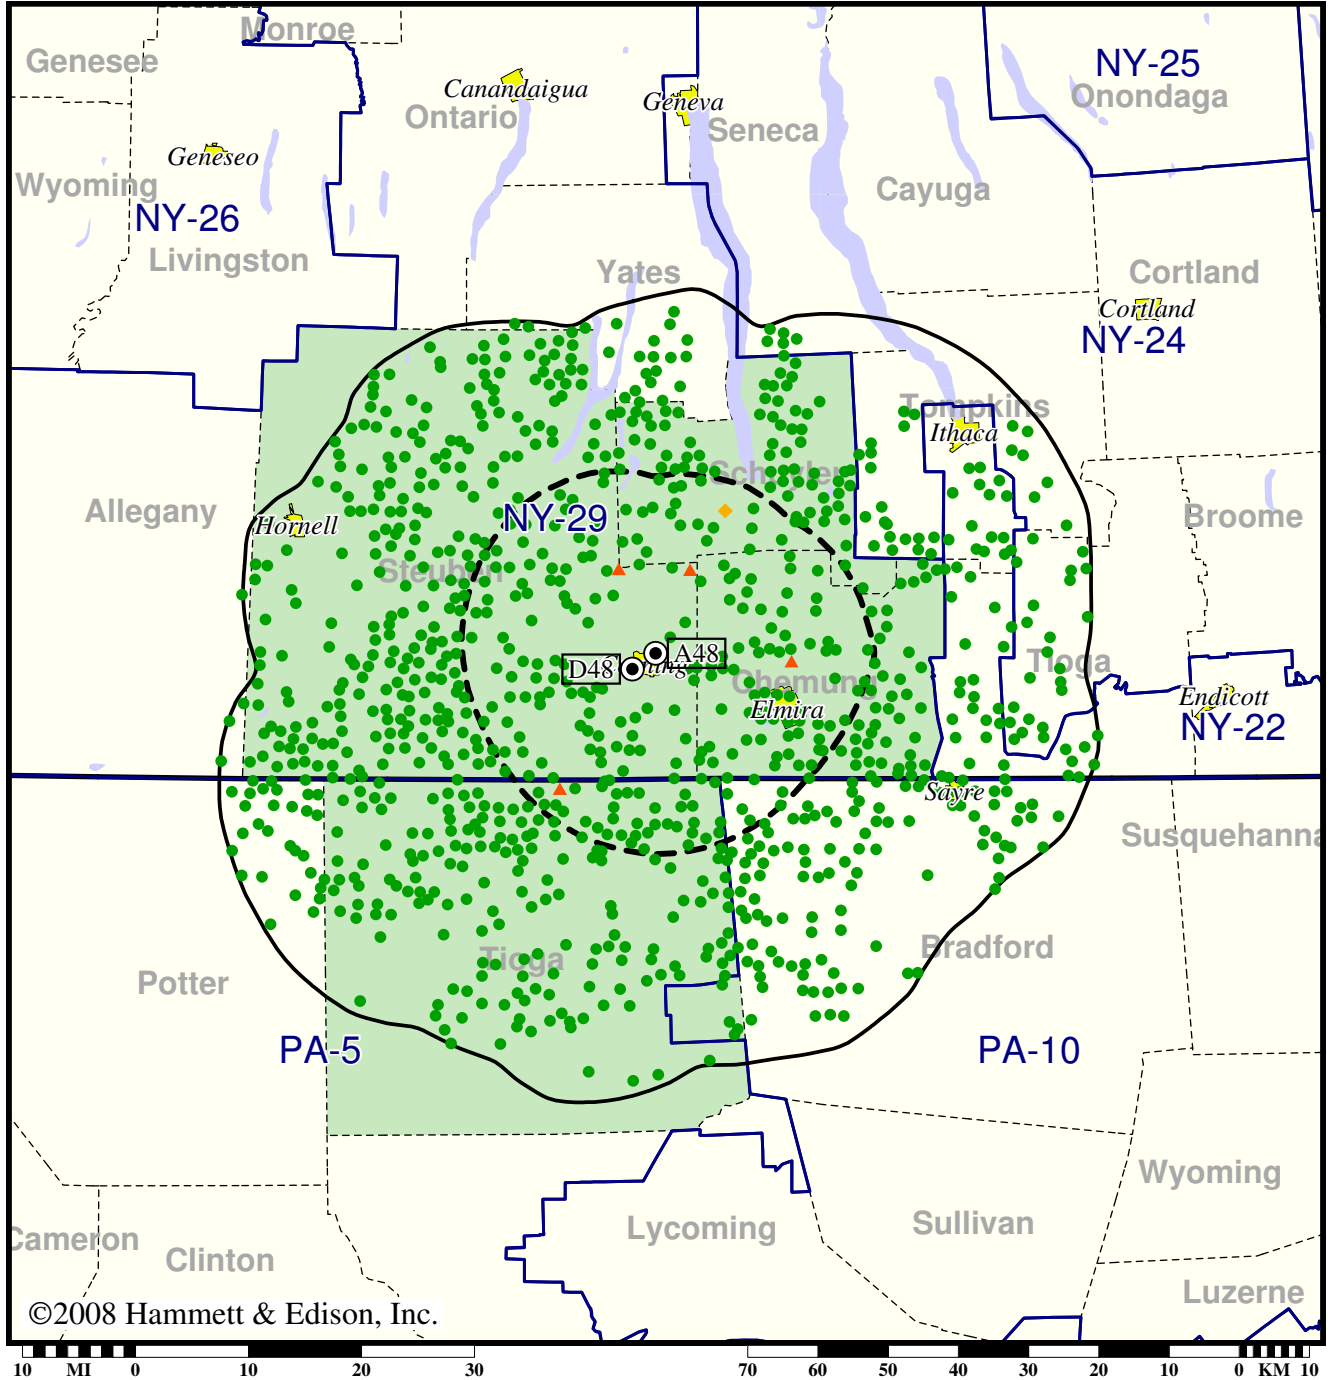 Monroe
Genesee
NY-25
Canandaigua
Onondaga
Geneva
Ontario
Seneca
Geneseo
Wyoming
Cayuga
NY-26
Livingston
Yates
Cortland
Cortland
NY-24
Tompkins
Ithaca
Schuyler
Allegany
Hornell
NY-29
Broome
Steuben
Tioga
D48
A48
Chemung
Elmira
Endicott
NY-22
Sayre
Susquehanna
Tioga
Bradford
Potter
PA-5
PA-10
Wyoming
Lycoming
Sullivan
Cameron
Clinton
Luzerne
©2008 Hammett & Edison, Inc.
10 MI 0 10 20 30 70 60 50 40 30 20 10 0 KM 10